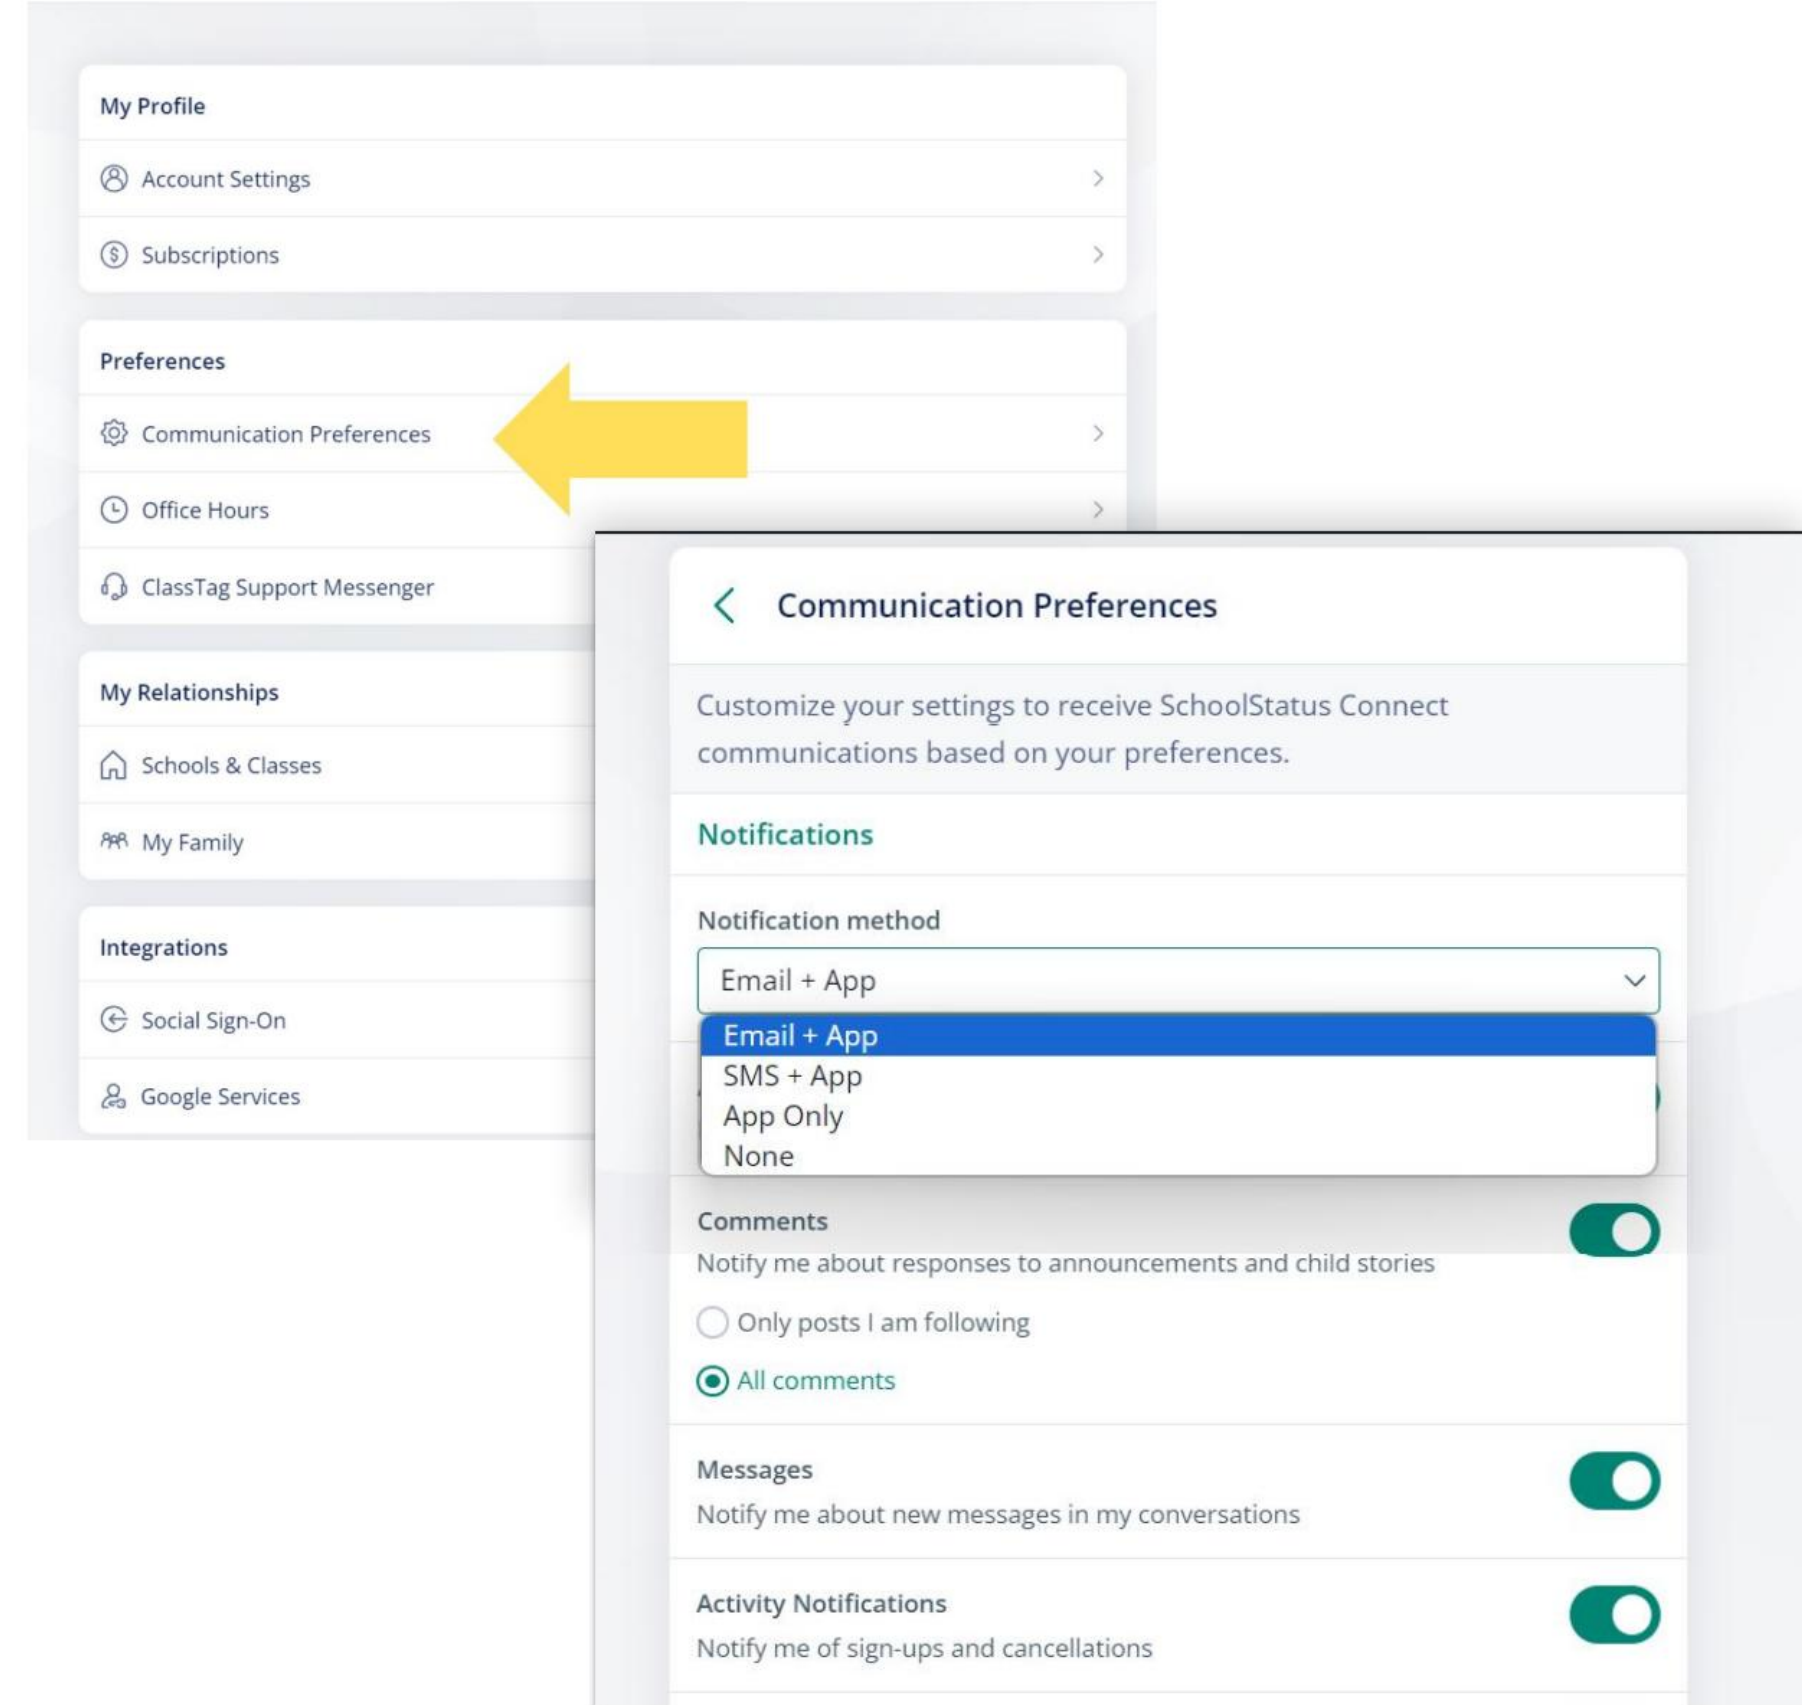 My Profile
Account Settings
Subscriptions
Preferences
Communication Preferences
Office Hours
ClassTag Support Messenger
My Relationships
Schools & Classes
My Family
Integrations
Social Sign-On
Google Services
Communication Preferences
Customize your settings to receive SchoolStatus Connect
communications based on your preferences.
Notifications
Notification method
Email + App
Email + App
SMS + App
App Only
None
Comments
Notify me about responses to announcements and child stories
Only posts I am following
All comments
Messages
Notify me about new messages in my conversations
Activity Notifications
Notify me of sign-ups and cancellations